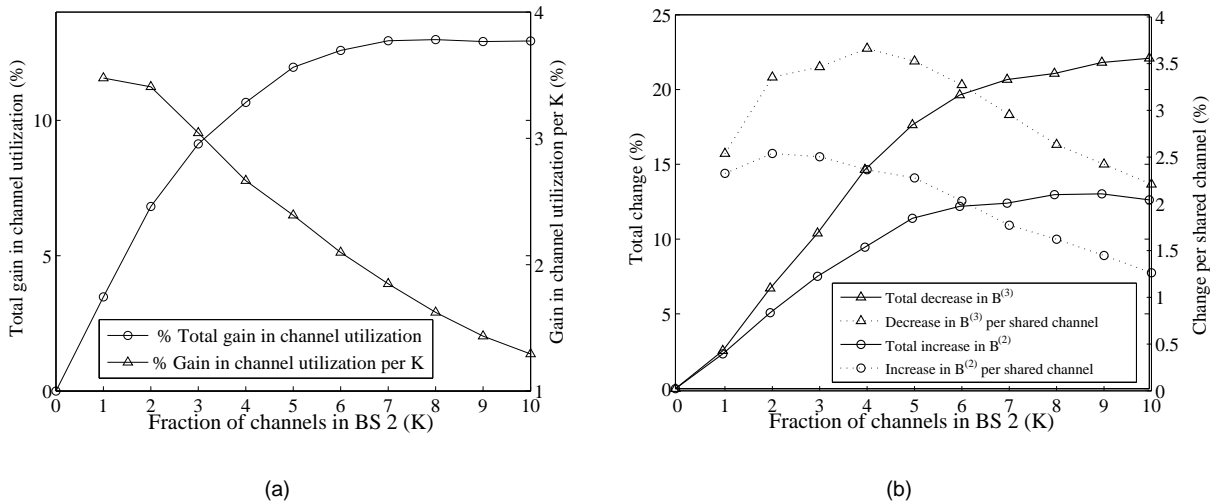 Total gain in channel utilization (%)
0
5
10
Gain in channel utilization per K (%)
1
2
3
4
% Total gain in channel utilization
% Gain in channel utilization per K
0 1 2 3 4 5 6 7 8 9 10
Fraction of channels in BS 2 (K)
(a)
Total change (%)
0
5
10
15
20
25
Change per shared channel (%)
0
0.5
1
1.5
2
2.5
3
3.5
4
Total decrease in B⁽³⁾
Decrease in B⁽³⁾ per shared channel
Total increase in B⁽²⁾
Increase in B⁽²⁾ per shared channel
0 1 2 3 4 5 6 7 8 9 10
Fraction of channels in BS 2 (K)
(b)